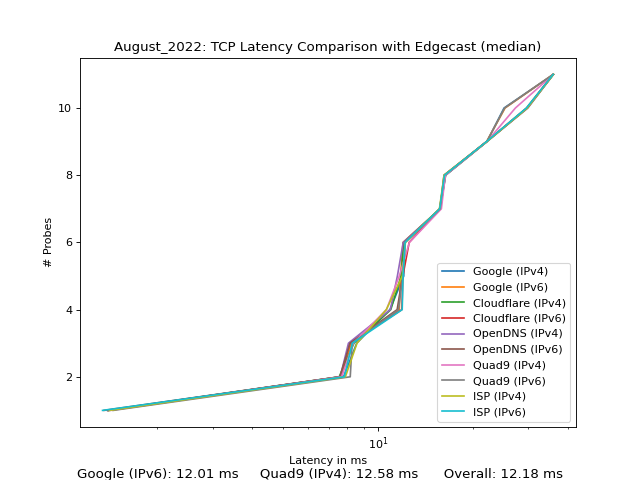 August_2022: TCP Latency Comparison with Edgecast (median)
# Probes
10
8
6
4
2
Google (IPv4)
Google (IPv6)
Cloudflare (IPv4)
Cloudflare (IPv6)
OpenDNS (IPv4)
OpenDNS (IPv6)
Quad9 (IPv4)
Quad9 (IPv6)
ISP (IPv4)
ISP (IPv6)
10¹
Latency in ms
Google (IPv6): 12.01 ms Quad9 (IPv4): 12.58 ms Overall: 12.18 ms